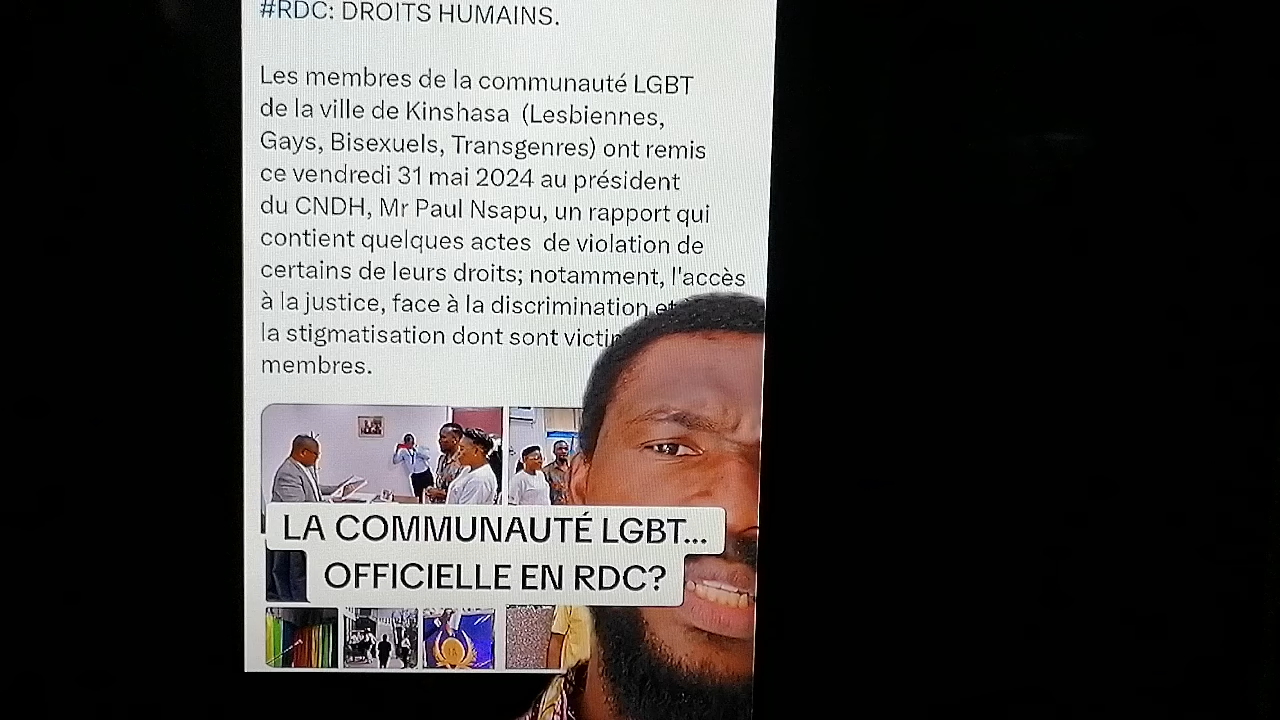 #RDC: DROITS HUMAINS.
Les membres de la communauté LGBT
de la ville de Kinshasa (Lesbiennes,
Gays, Bisexuels, Transgenres) ont remis
ce vendredi 31 mai 2024 au président
du CNDH, Mr Paul Nsapu, un rapport qui
contient quelques actes de violation de
certains de leurs droits; notamment, l'accès
à la justice, face à la discrimination et
la stigmatisation dont sont
membres.
LA COMMUNAUTÉ LGBT...
OFFICIELLE EN RDC?